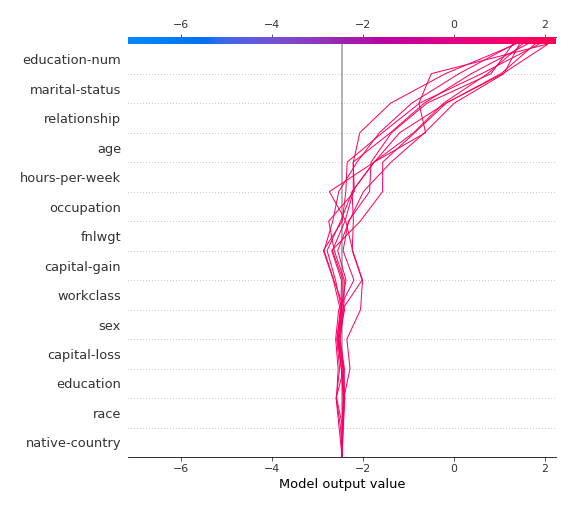 −6 −4 −2 0 2
education-num
marital-status
relationship
age
hours-per-week
occupation
fnlwgt
capital-gain
workclass
sex
capital-loss
education
race
native-country
−6 −4 −2 0 2
Model output value